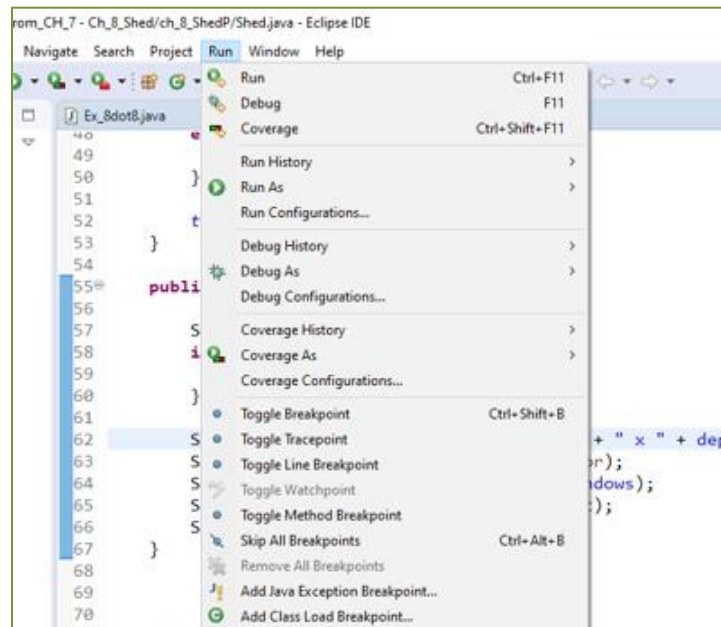 rom_CH_7 - Ch_8_Shed/ch_8_ShedP/Shed.java - Eclipse IDE
Navigate Search Project Run Window Help
Run Ctrl+F11
Debug F11
Coverage Ctrl+Shift+F11
Run History >
Run As >
Run Configurations...
Debug History >
Debug As >
Debug Configurations...
Coverage History >
Coverage As >
Coverage Configurations...
Toggle Breakpoint Ctrl+Shift+B
Toggle Tracepoint
Toggle Line Breakpoint
Toggle Watchpoint
Toggle Method Breakpoint
Skip All Breakpoints Ctrl+Alt+B
Remove All Breakpoints
Add Java Exception Breakpoint...
Add Class Load Breakpoint...
Ex_8dot8.java
48 e
49
50 }
51
52 t
53 }
54
55 publi
56
57 S
58 i
59
60 }
61
62 S + " x " + dep
63 S or);
64 S ndows);
65 S );
66 S
67 }
68
69
70